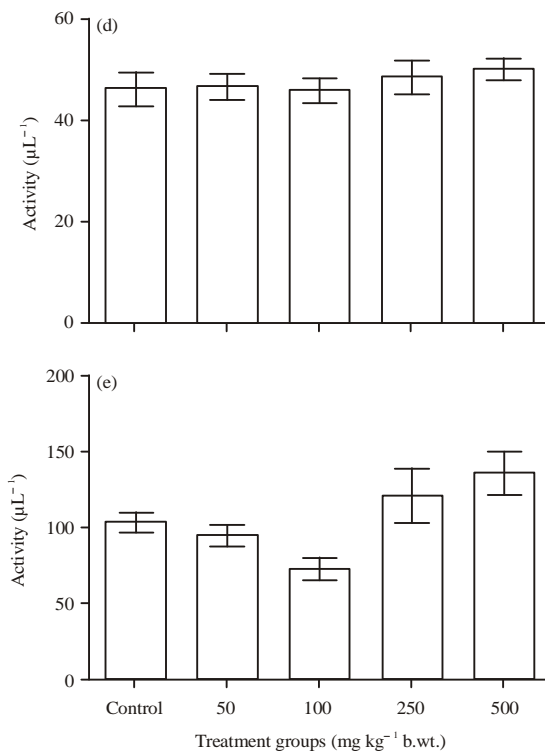 (d)
60
40
20
0
Activity (µL⁻¹)
(e)
200
150
100
50
0
Activity (µL⁻¹)
Control 50 100 250 500
Treatment groups (mg kg⁻¹ b.wt.)